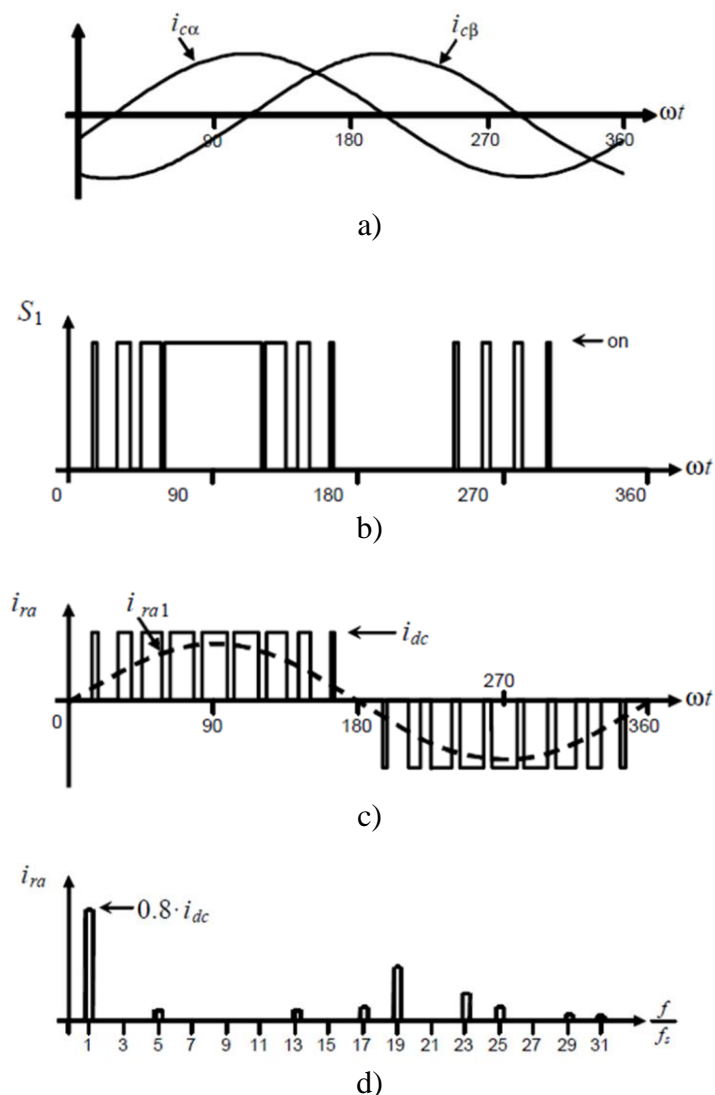 i_cα i_cβ
ωt
90 180 270 360
a)
S₁
on
ωt
0 90 180 270 360
b)
i_ra i_ra1
i_dc
270
ωt
0 90 180 360
c)
i_ra
0.8·i_dc
f/f_s
1 3 5 7 9 11 13 15 17 19 21 23 25 27 29 31
d)